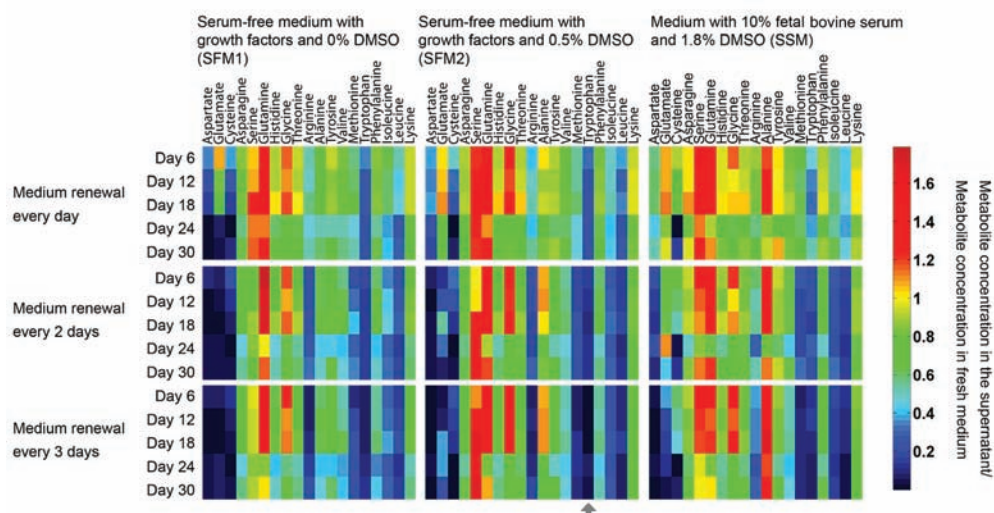 Serum-free medium with
growth factors and 0% DMSO
(SFM1)
Serum-free medium with
growth factors and 0.5% DMSO
(SFM2)
Medium with 10% fetal bovine serum
and 1.8% DMSO (SSM)
Aspartate
Glutamate
Cysteine
Asparagine
Serine
Glutamine
Histidine
Glycine
Threonine
Arginine
Alanine
Tyrosine
Valine
Methionine
Tryptophan
Phenylalanine
Isoleucine
Leucine
Lysine
Aspartate
Glutamate
Cysteine
Asparagine
Serine
Glutamine
Histidine
Glycine
Threonine
Arginine
Alanine
Tyrosine
Valine
Methionine
Tryptophan
Phenylalanine
Isoleucine
Leucine
Lysine
Aspartate
Glutamate
Cysteine
Asparagine
Serine
Glutamine
Histidine
Glycine
Threonine
Arginine
Alanine
Tyrosine
Valine
Methionine
Tryptophan
Phenylalanine
Isoleucine
Leucine
Lysine
Medium renewal
every day
Day 6
Day 12
Day 18
Day 24
Day 30
Medium renewal
every 2 days
Day 6
Day 12
Day 18
Day 24
Day 30
Medium renewal
every 3 days
Day 6
Day 12
Day 18
Day 24
Day 30
1.6
1.4
1.2
1
0.8
0.6
0.4
0.2
Metabolite concentration in the supernatant/
Metabolite concentration in fresh medium